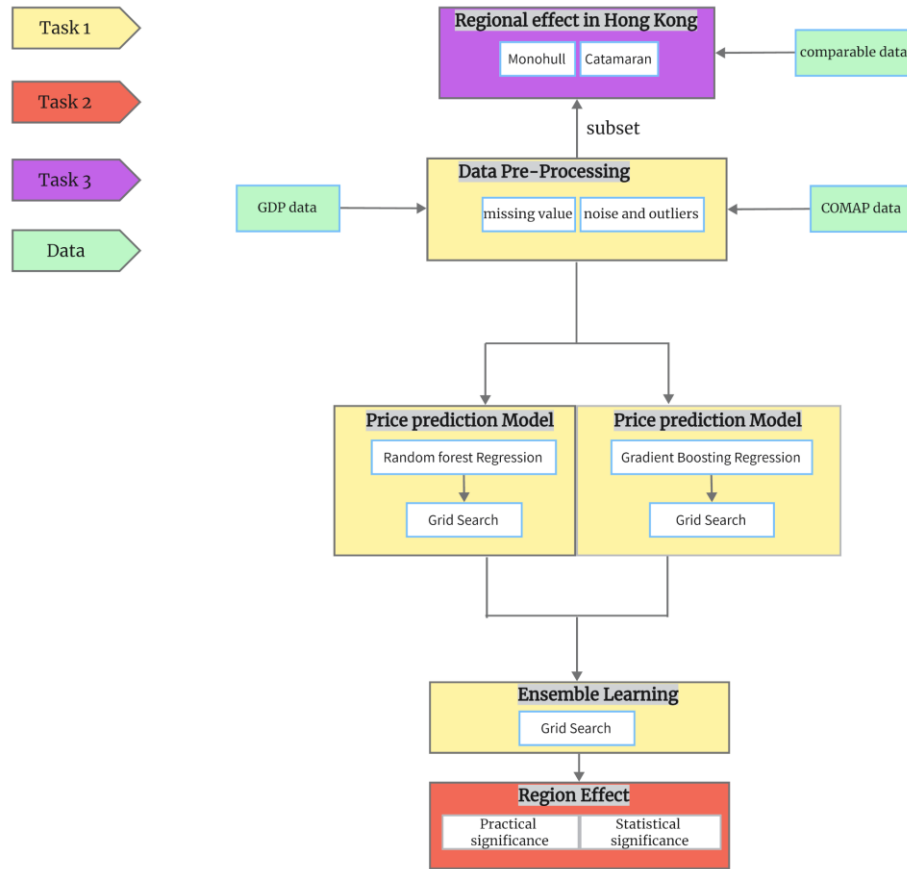 Task 1
Task 2
Task 3
Data
Regional effect in Hong Kong
Monohull
Catamaran
comparable data
subset
Data Pre-Processing
missing value
noise and outliers
GDP data
COMAP data
Price prediction Model
Random forest Regression
Grid Search
Price prediction Model
Gradient Boosting Regression
Grid Search
Ensemble Learning
Grid Search
Region Effect
Practical
significance
Statistical
significance